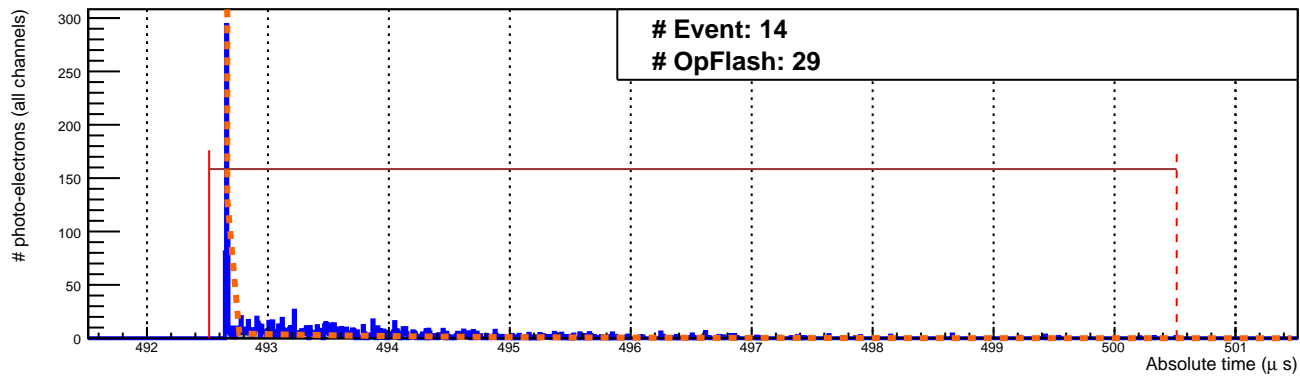 # Event: 14
# OpFlash: 29
# photo-electrons (all channels)
300
250
200
150
100
50
0
492 493 494 495 496 497 498 499 500 501
Absolute time (μ s)